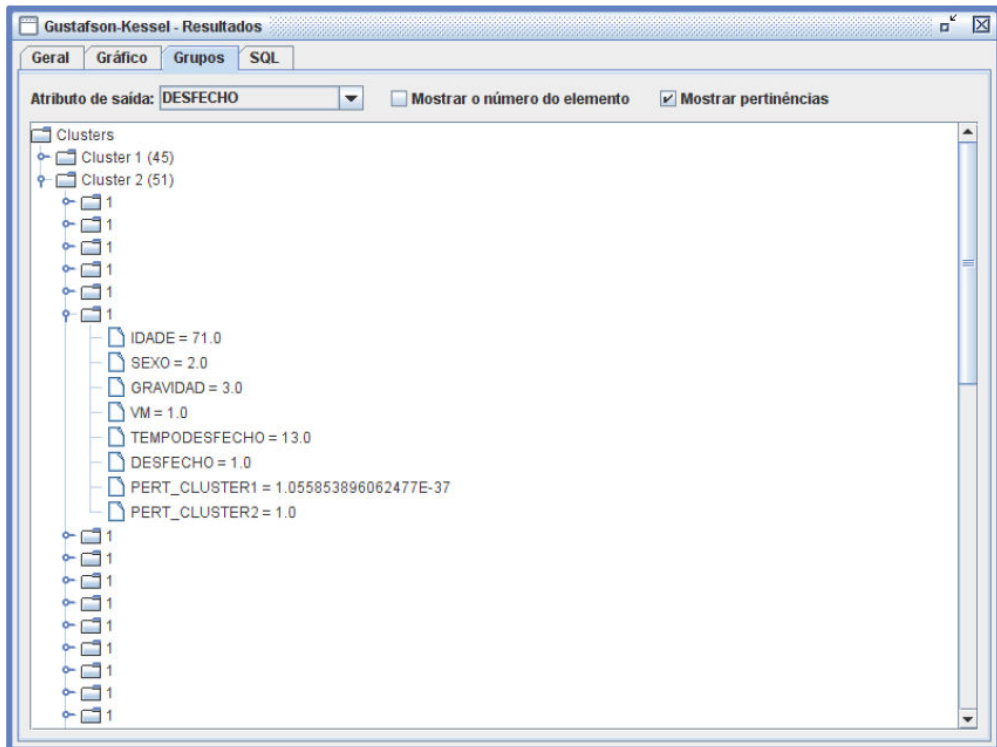 Gustafson-Kessel - Resultados
Geral Gráfico Grupos SQL
Atributo de saída: DESFECHO Mostrar o número do elemento Mostrar pertinências
Clusters
Cluster 1 (45)
Cluster 2 (51)
1
1
1
1
1
1
IDADE = 71.0
SEXO = 2.0
GRAVIDAD = 3.0
VM = 1.0
TEMPODESFECHO = 13.0
DESFECHO = 1.0
PERT_CLUSTER1 = 1.055853896062477E-37
PERT_CLUSTER2 = 1.0
1
1
1
1
1
1
1
1
1